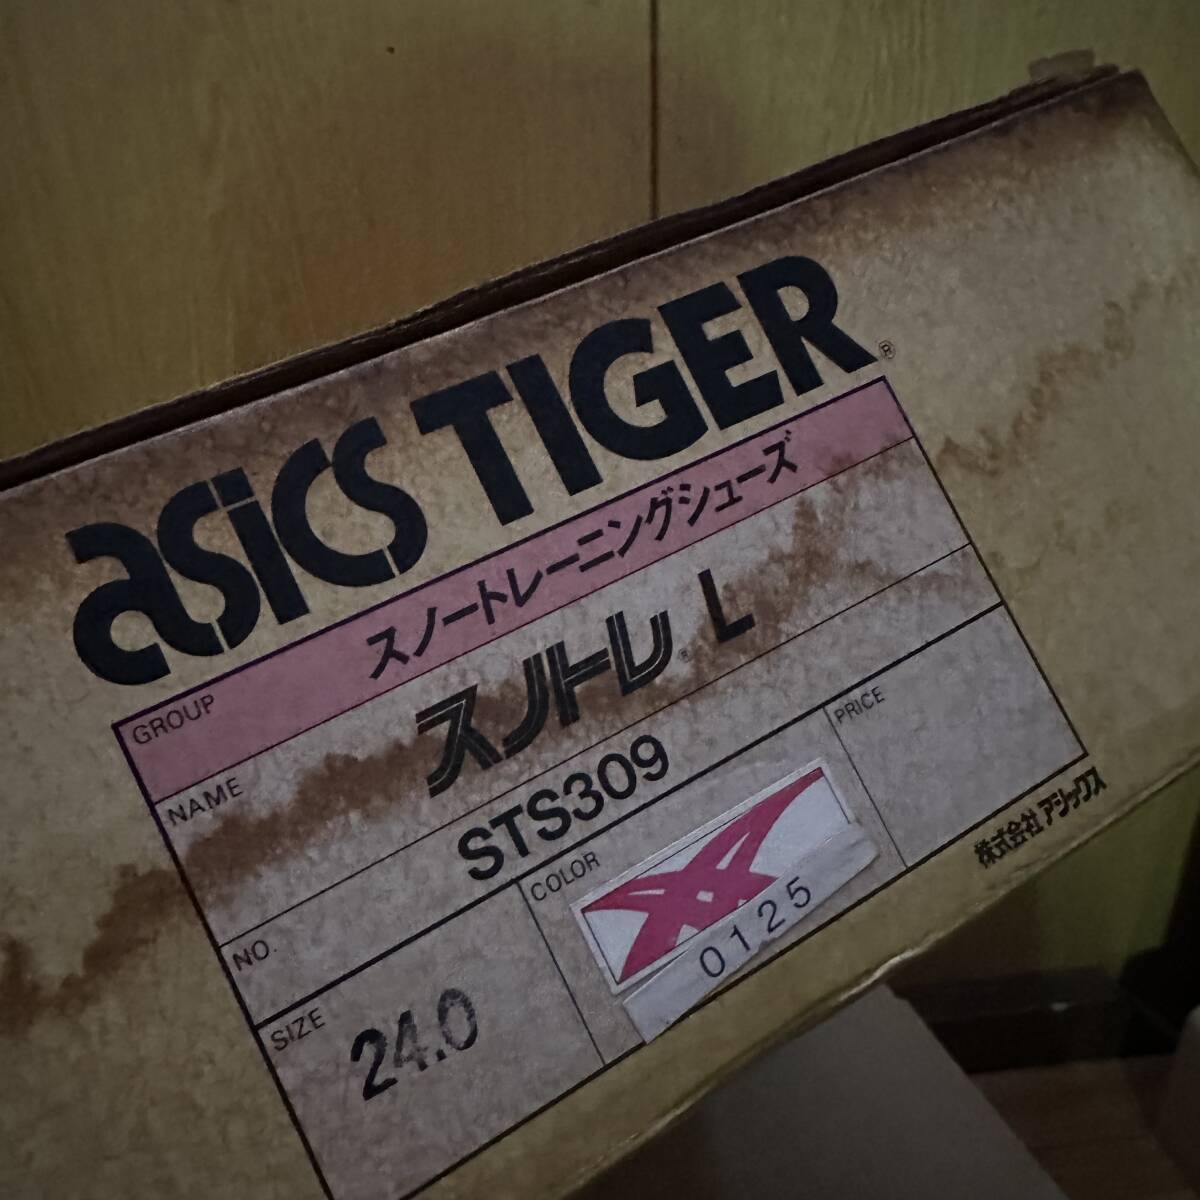 asics TIGER®
GROUP スノートレーニングシューズ
NAME スノトレ® L
NO. STS309
SIZE 24.0
COLOR 0125
PRICE
株式会社 アシックス